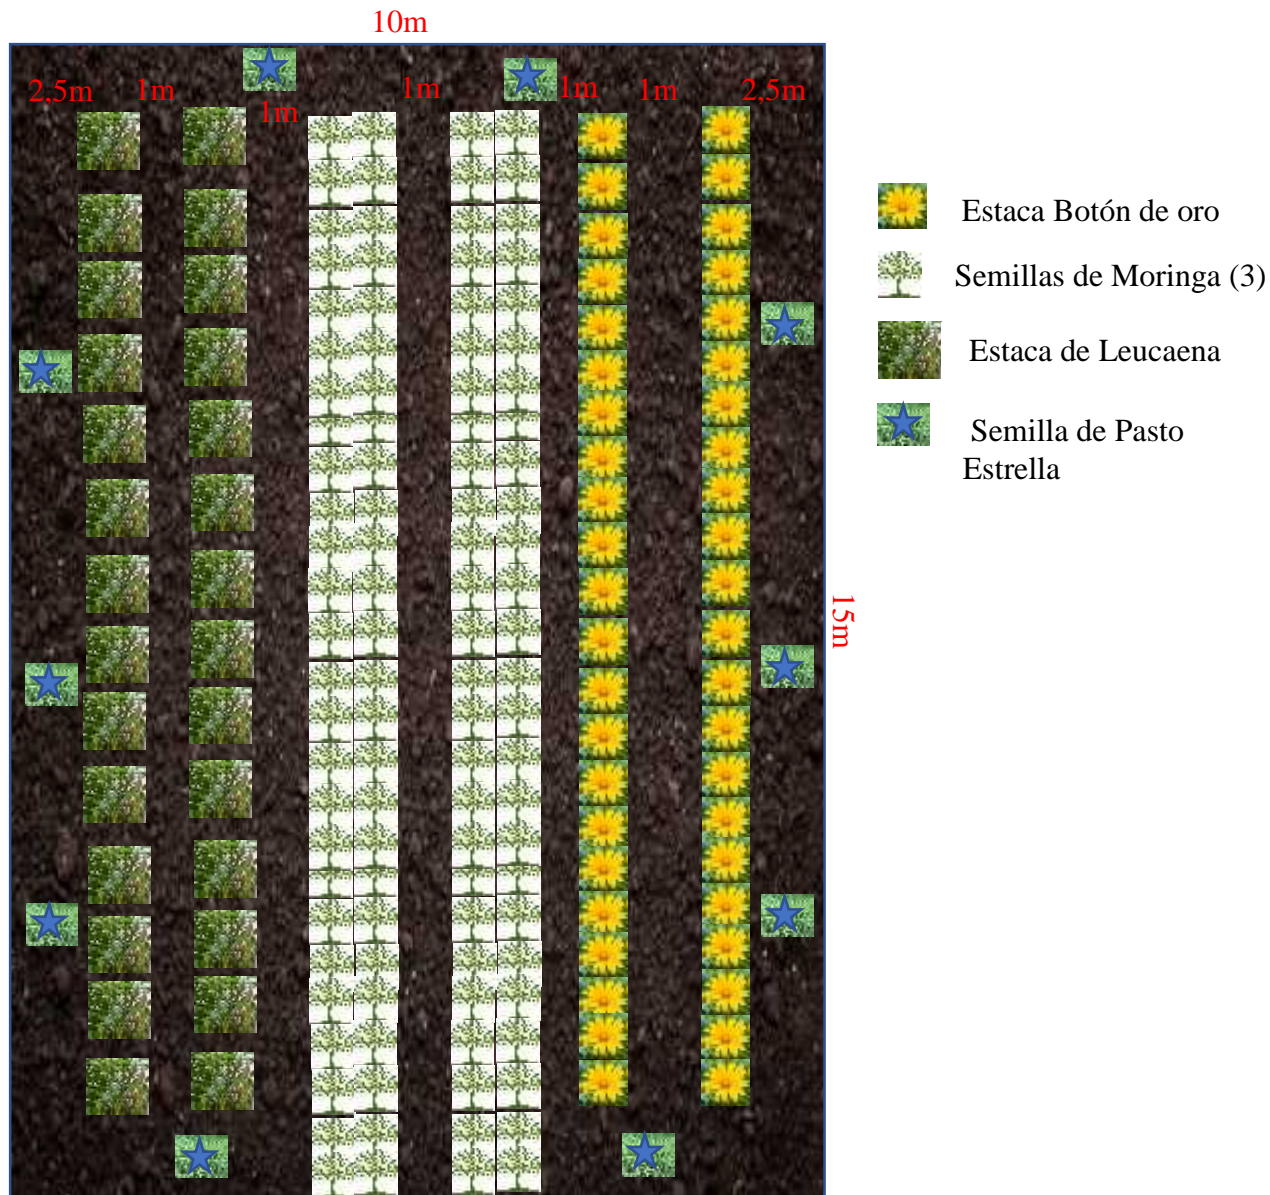 10m
2,5m
1m
1m
1m
1m
1m
2,5m
15m
Estaca Botón de oro
Semillas de Moringa (3)
Estaca de Leucaena
Semilla de Pasto
Estrella